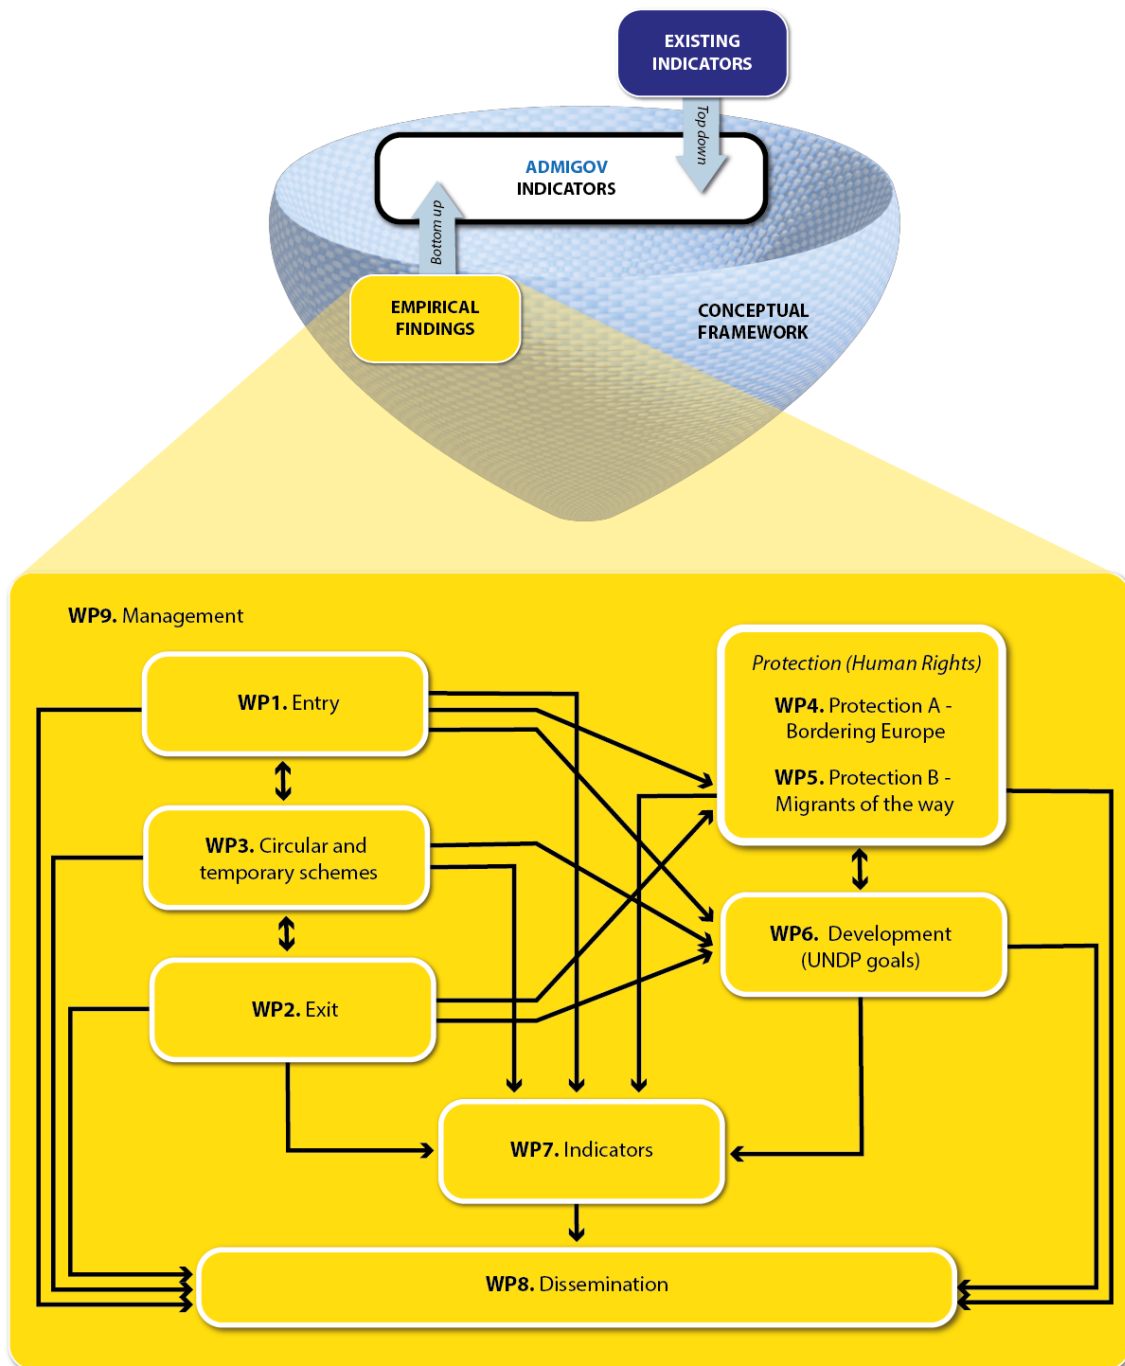 EXISTING
INDICATORS
Top down
ADMIGOV
INDICATORS
Bottom up
EMPIRICAL
FINDINGS
CONCEPTUAL
FRAMEWORK
WP9. Management
WP1. Entry
Protection (Human Rights)
WP4. Protection A -
Bordering Europe
WP5. Protection B -
Migrants of the way
WP3. Circular and
temporary schemes
WP6. Development
(UNDP goals)
WP2. Exit
WP7. Indicators
WP8. Dissemination